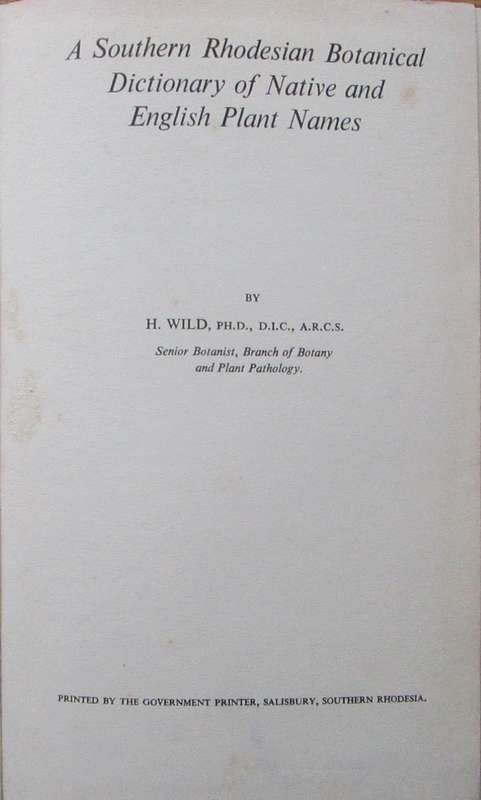 A Southern Rhodesian Botanical
Dictionary of Native and
English Plant Names
BY
H. WILD, PH.D., D.I.C., A.R.C.S.
Senior Botanist, Branch of Botany
and Plant Pathology.
PRINTED BY THE GOVERNMENT PRINTER, SALISBURY, SOUTHERN RHODESIA.